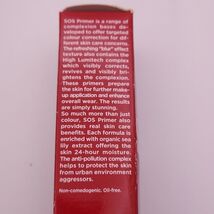 SOS Primer is a range of
complexion bases deve-
loped to offer targeted
colour correction for dif-
ferent skin care concerns.
The refreshing "blur" effect
texture also contains the
High Lumitech complex
which visibly corrects,
revives and visibly brigh-
tens the complexion.
These primers prepare
the skin for further make-
up application and enhance
overall wear. The results
are simply stunning.
So much more than just
colour, SOS Primer also
provides real skin care
benefits. Each formula is
enriched with organic sea
lily extract offering the
skin 24-hour moisture.
The anti-pollution complex
helps to protect the skin
from urban environment
aggressors.
Non-comedogenic. Oil-free.